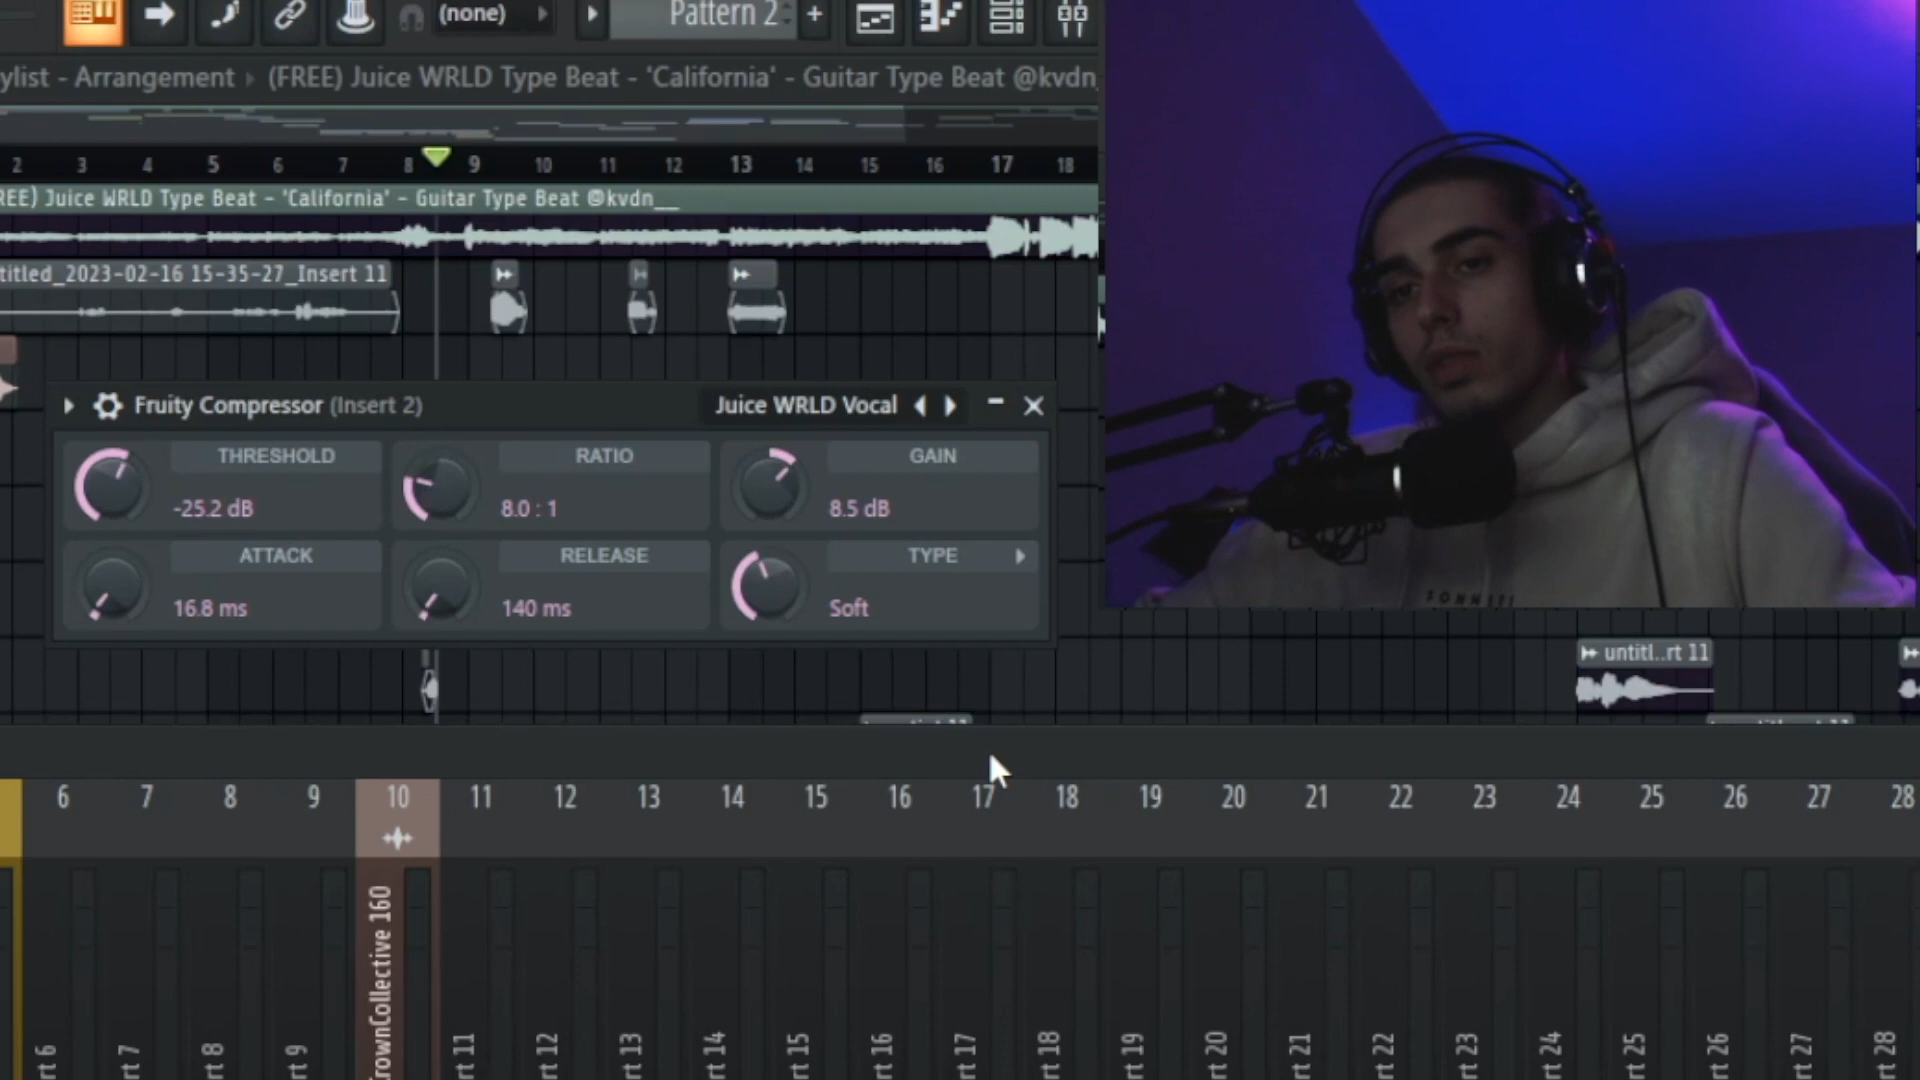 (none)
Pattern 2
+
ylist - Arrangement › (FREE) Juice WRLD Type Beat - 'California' - Guitar Type Beat @kvdn_
2 3 4 5 6 7 8 9 10 11 12 13 14 15 16 17 18
REE) Juice WRLD Type Beat - 'California' - Guitar Type Beat @kvdn__
titled_2023-02-16 15-35-27_Insert 11
Fruity Compressor (Insert 2)
Juice WRLD Vocal
THRESHOLD
-25.2 dB
RATIO
8.0 : 1
GAIN
8.5 dB
ATTACK
16.8 ms
RELEASE
140 ms
TYPE
Soft
untitl..rt 11
6 7 8 9 10 11 12 13 14 15 16 17 18 19 20 21 22 23 24 25 26 27 28
rownCollective 160
rt 6
rt 7
rt 8
rt 9
rt 11
rt 12
rt 13
rt 14
rt 15
rt 16
rt 17
rt 18
rt 19
rt 20
rt 21
rt 22
rt 23
rt 24
rt 25
rt 26
rt 27
rt 28